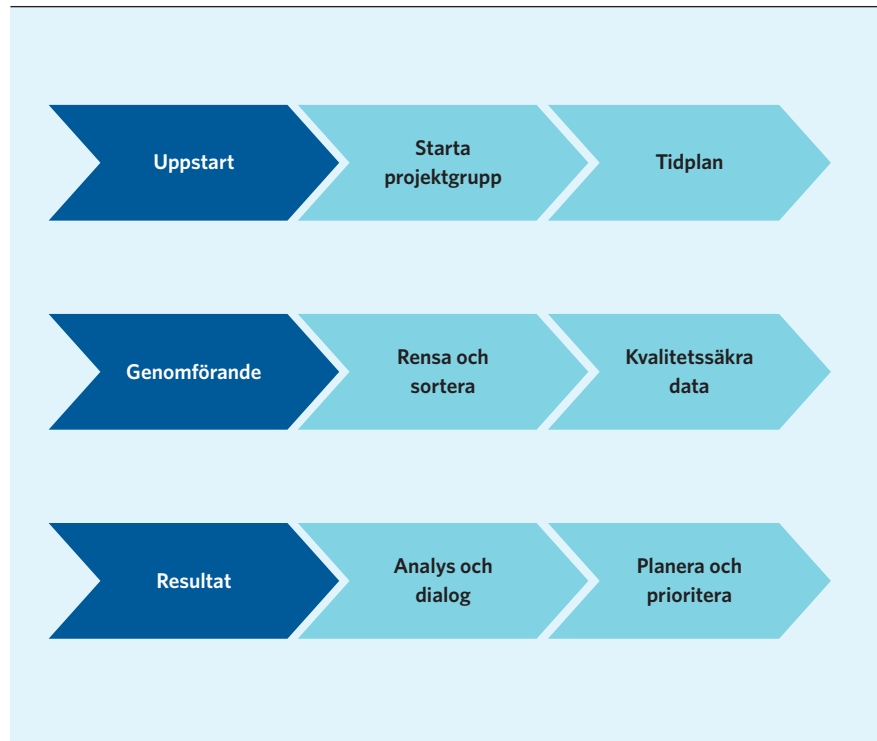 Uppstart
Starta
projektgrupp
Tidplan
Genomförande
Rensa och
sortera
Kvalitetssäkra
data
Resultat
Analys och
dialog
Planera och
prioritera